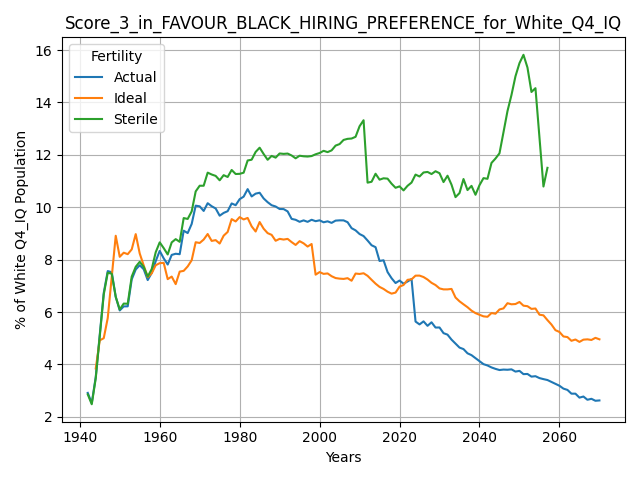 Score_3_in_FAVOUR_BLACK_HIRING_PREFERENCE_for_White_Q4_IQ
Fertility
Actual
Ideal
Sterile
16
14
12
10
8
6
4
2
% of White Q4_IQ Population
1940 1960 1980 2000 2020 2040 2060
Years